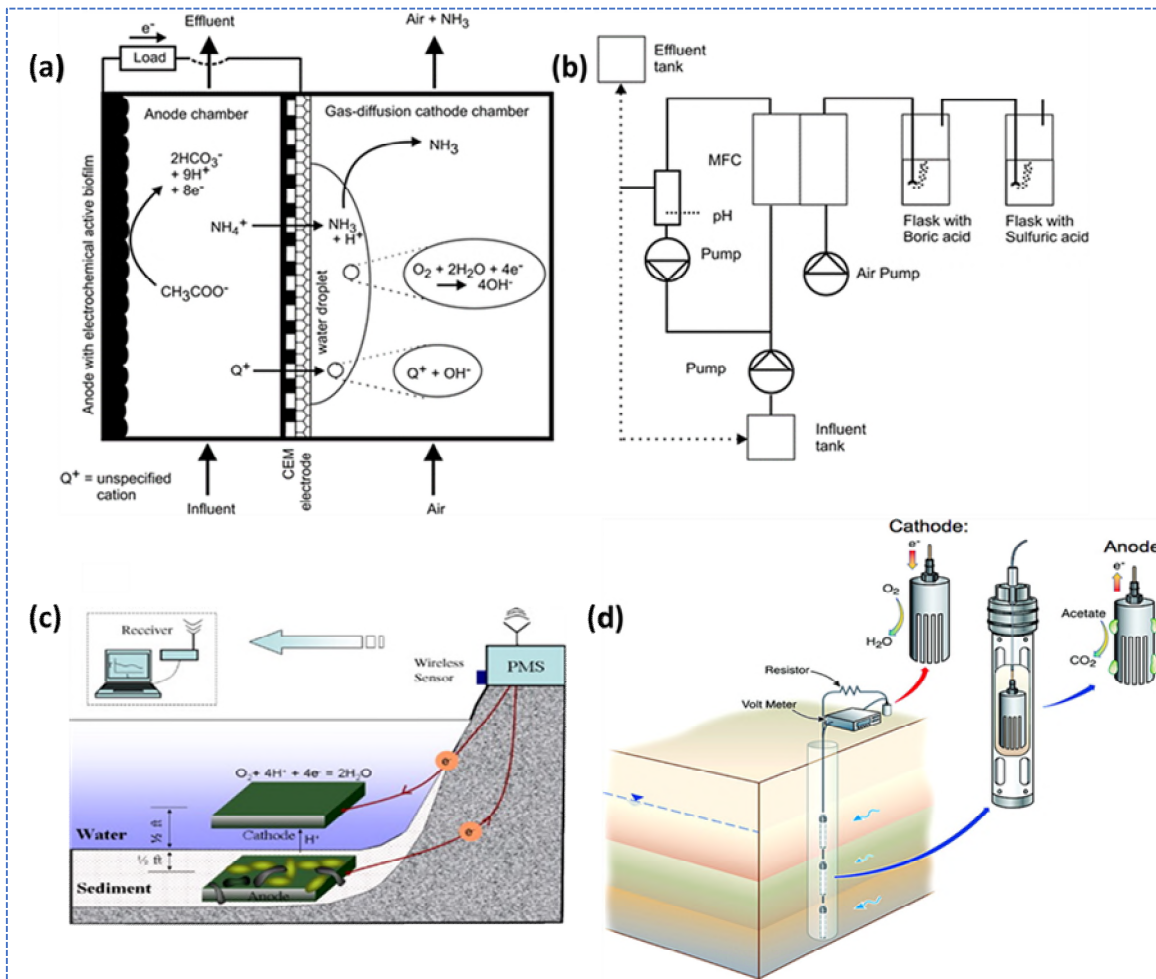 (a)
e-
Load
Effluent
Air + NH3
Anode with electrochemical active biofilm
Anode chamber
Gas-diffusion cathode chamber
2HCO3-
+ 9H+
+ 8e-
CH3COO-
NH4+
NH3
+ H+
NH3
water droplet
O2 + 2H2O + 4e-
4OH-
Q+
Q+ + OH-
Q+ = unspecified
cation
CEM
electrode
Influent
Air
(b)
Effluent
tank
MFC
pH
Pump
Air Pump
Flask with
Boric acid
Flask with
Sulfuric acid
Pump
Influent
tank
(c)
Receiver
Wireless
Sensor
PMS
e-
O2+ 4H+ + 4e- = 2H2O
Cathode
H+
½ ft
Water
½ ft
e-
Sediment
Anode
(d)
Cathode:
e-
O2
H2O
Anode
e-
Acetate
CO2
Resistor
Volt Meter